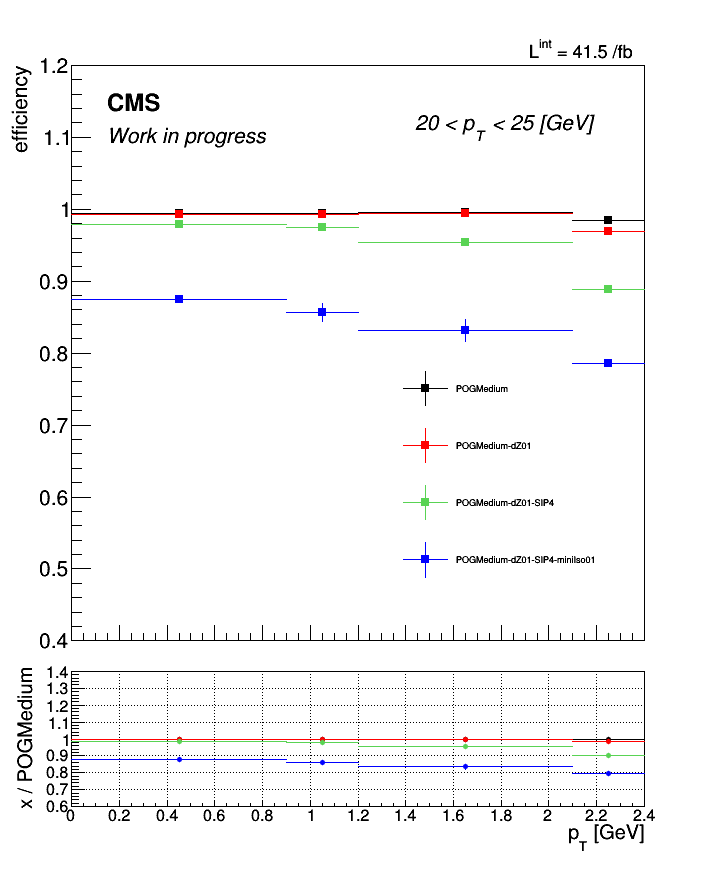 L^int = 41.5 /fb
efficiency
1.2
1.1
1
0.9
0.8
0.7
0.6
0.5
0.4
CMS
Work in progress
20 < p_T < 25 [GeV]
POGMedium
POGMedium-dZ01
POGMedium-dZ01-SIP4
POGMedium-dZ01-SIP4-miniIso01
x / POGMedium
1.4
1.3
1.2
1.1
1
0.9
0.8
0.7
0.6
0 0.2 0.4 0.6 0.8 1 1.2 1.4 1.6 1.8 2 2.2 2.4
p_T [GeV]